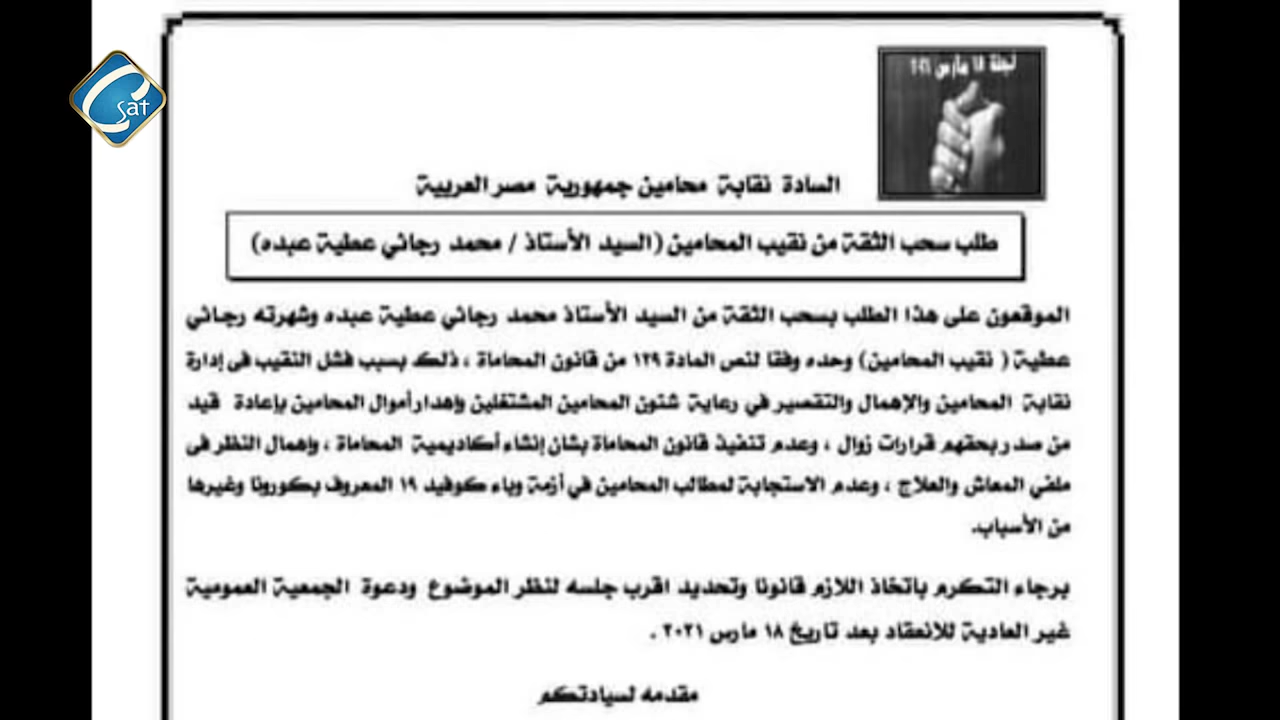 C sat
لجنة ١٨ مارس
السادة نقابة محامين جمهورية مصر العربية
طلب سحب الثقة من نقيب المحامين (السيد الأستاذ / محمد رجائي عطية عبده)
الموقعون على هذا الطلب بسحب الثقة من السيد الأستاذ محمد رجائي عطية عبده وشهرته رجائي
عطية ( نقيب المحامين) وحده وفقا لنص المادة ١٢٩ من قانون المحاماة ، ذلك بسبب فشل النقيب فى إدارة
نقابة المحامين والإهمال والتقصير في رعاية شئون المحامين المشتغلين وإهدار أموال المحامين بإعادة قيد
من صدر بحقهم قرارات زوال ، وعدم تنفيذ قانون المحاماة بشان إنشاء أكاديمية المحاماة ، وإهمال النظر فى
ملفي المعاش والعلاج ، وعدم الاستجابة لمطالب المحامين في أزمة وباء كوفيد ١٩ المعروف بكورونا وغيرها
من الأسباب.
برجاء التكرم باتخاذ اللازم قانونا وتحديد اقرب جلسه لنظر الموضوع ودعوة الجمعية العمومية
غير العادية للانعقاد بعد تاريخ ١٨ مارس ٢٠٢١ .
مقدمه لسيادتكم